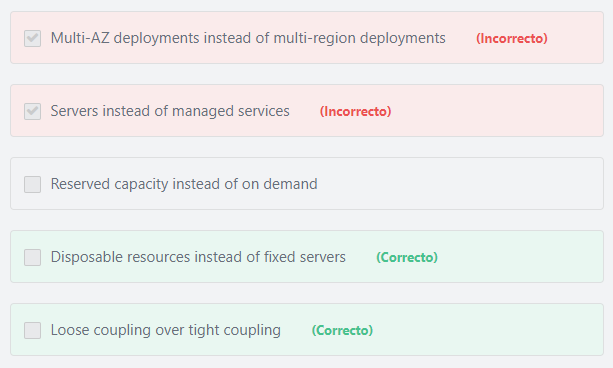 Multi-AZ deployments instead of multi-region deployments (Incorrecto)
Servers instead of managed services (Incorrecto)
Reserved capacity instead of on demand
Disposable resources instead of fixed servers (Correcto)
Loose coupling over tight coupling (Correcto)